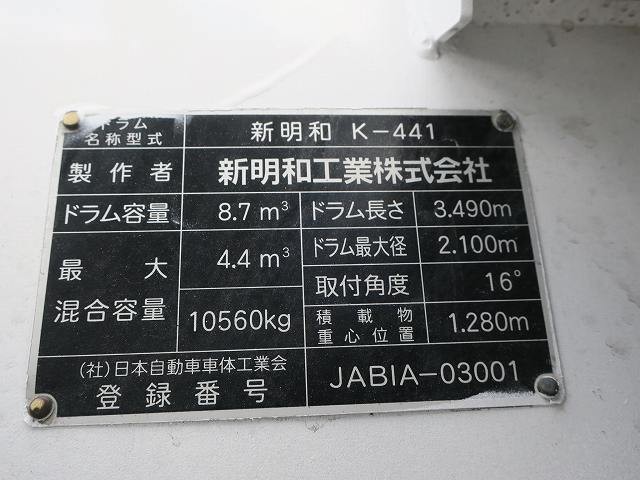 ドラム
名称型式
新明和 K-441
製作者
新明和工業株式会社
ドラム容量
8.7 m³
ドラム長さ
3.490m
最大
混合容量
4.4 m³
10560kg
ドラム最大径
2.100m
取付角度
16°
積載物
重心位置
1.280m
(社)日本自動車車体工業会
登録番号
JABIA-03001